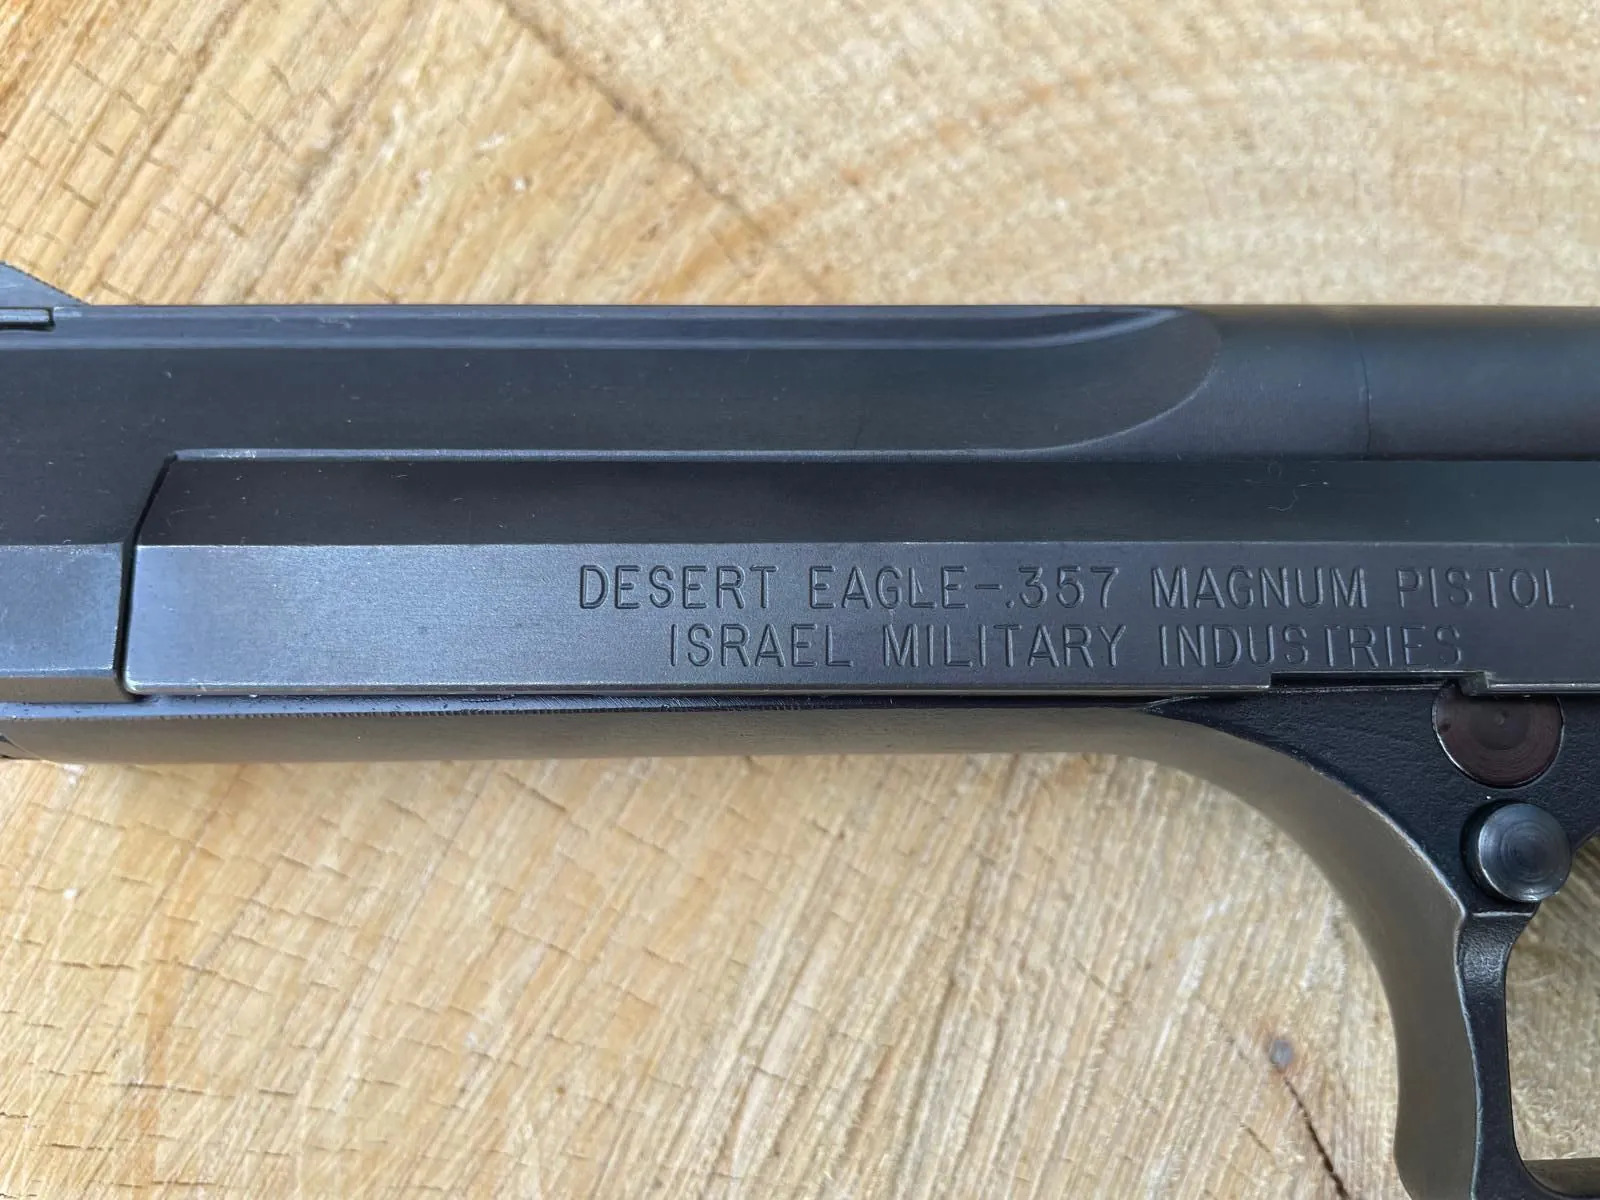 DESERT EAGLE-.357 MAGNUM PISTOL
ISRAEL MILITARY INDUSTRIES